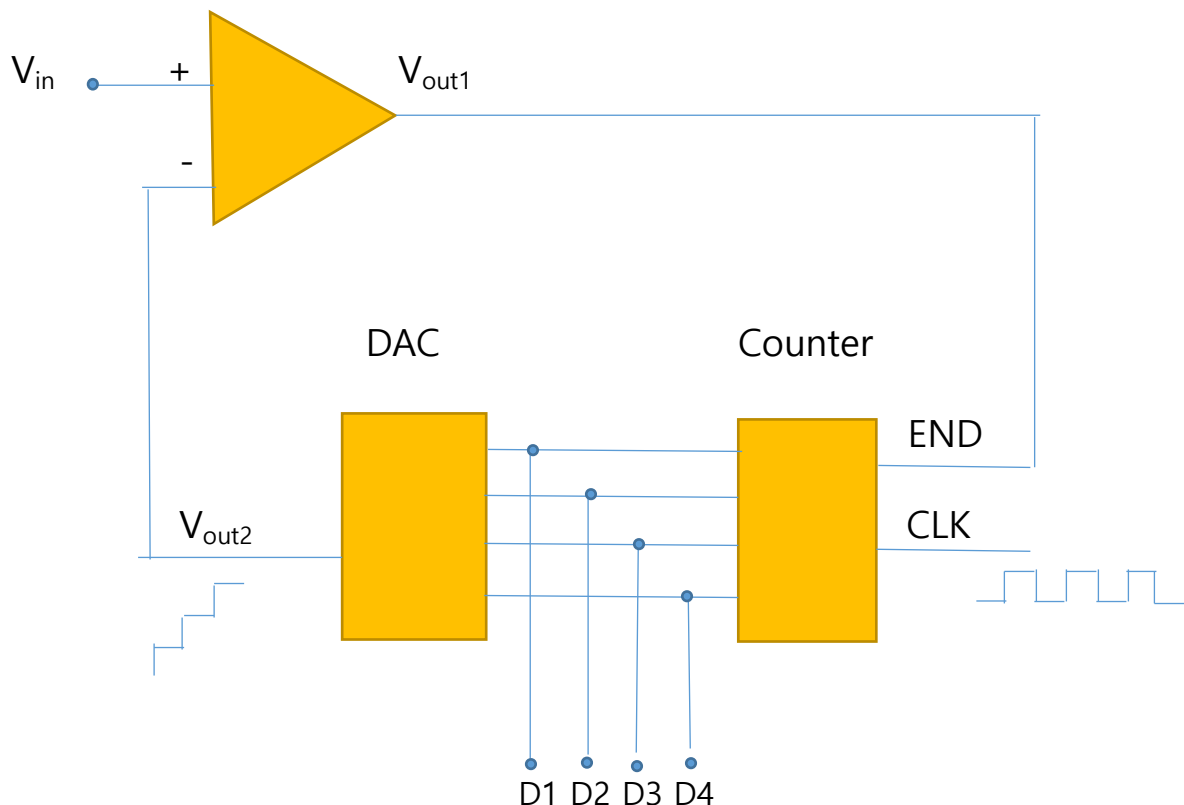 Vin
+
Vout1
-
DAC
Counter
END
Vout2
CLK
D1 D2 D3 D4